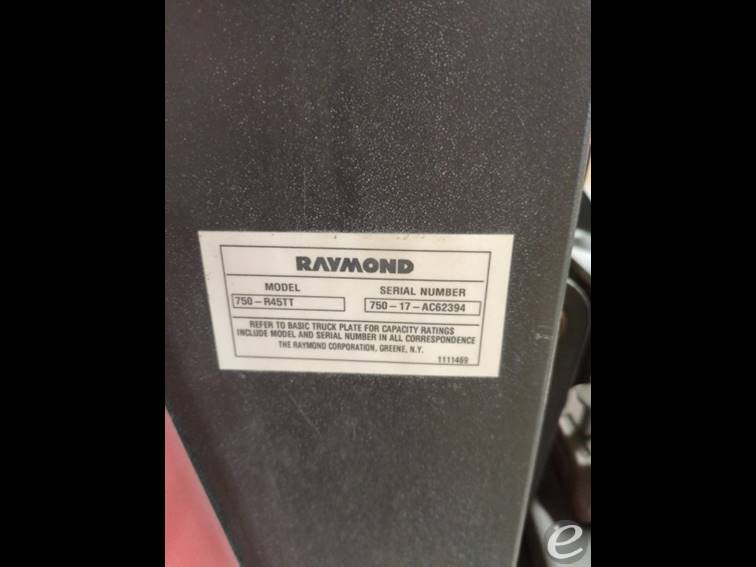 RAYMOND
MODEL SERIAL NUMBER
750-R45TT 750-17-AC62394
REFER TO BASIC TRUCK PLATE FOR CAPACITY RATINGS
INCLUDE MODEL AND SERIAL NUMBER IN ALL CORRESPONDENCE
THE RAYMOND CORPORATION, GREENE, N.Y.
1111469
e